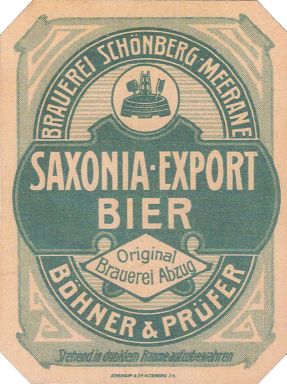 BRAUEREI SCHÖNBERG-MEERANE
SAXONIA-EXPORT
BIER
Original
Brauerei Abzug
BÖHNER & PRÜFER
Stehend in dunklem Raume aufzubewahren